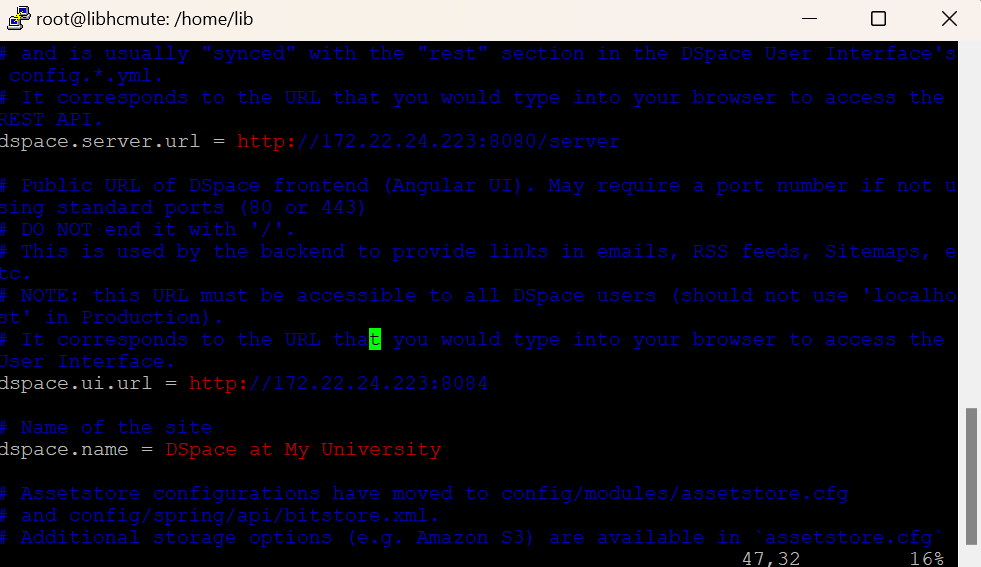 root@libhcmute: /home/lib
# and is usually "synced" with the "rest" section in the DSpace User Interface's
config.*.yml.
# It corresponds to the URL that you would type into your browser to access the
REST API.
dspace.server.url = http://172.22.24.223:8080/server
# Public URL of DSpace frontend (Angular UI). May require a port number if not u
sing standard ports (80 or 443)
# DO NOT end it with '/'.
# This is used by the backend to provide links in emails, RSS feeds, Sitemaps, e
tc.
# NOTE: this URL must be accessible to all DSpace users (should not use 'localho
st' in Production).
# It corresponds to the URL that you would type into your browser to access the
User Interface.
dspace.ui.url = http://172.22.24.223:8084
# Name of the site
dspace.name = DSpace at My University
# Assetstore configurations have moved to config/modules/assetstore.cfg
# and config/spring/api/bitstore.xml.
# Additional storage options (e.g. Amazon S3) are available in `assetstore.cfg`
47,32 16%